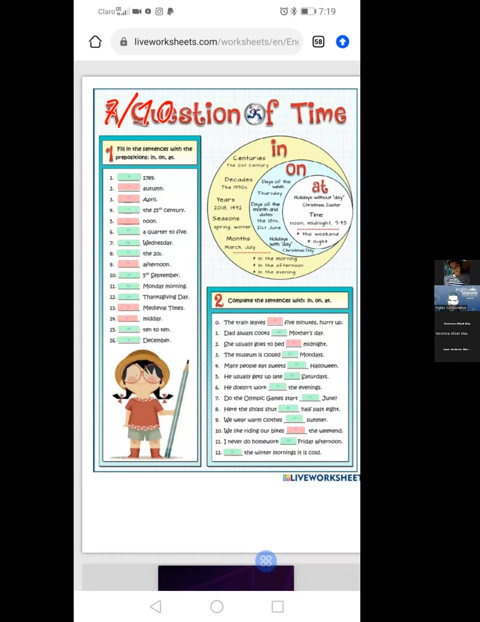 Claro
7:19
liveworksheets.com/worksheets/en/En
58
7/10
A Question of Time
1 Fill in the sentences with the prepositions: in, on, at.
1. 1789.
2. autumn.
3. April.
4. the 15th Century.
5. noon.
6. a quarter to five.
7. Wednesday.
8. the 20s.
9. afternoon.
10. 5th September.
11. Monday morning.
12. Thanksgiving Day.
13. Medieval Times.
14. midday.
15. ten to ten.
16. December.
in
Centuries
The 21st Century
Decades
The 1990s
Years
2018, 1492
Seasons
spring, winter
Months
March, July
in the morning
in the afternoon
in the evening
on
Days of the week
Thursday
Days of the month and dates
21st June
Holidays with "day"
Christmas Day
at
Holidays without "day"
Christmas, Easter
Time:
noon, midnight, 9:45
the weekend
night
2 Complete the sentences with: in, on, at.
0. The train leaves five minutes, hurry up.
1. Dad always cooks Mother's day.
2. She usually goes to bed midnight.
3. The museum is closed Mondays.
4. Many people eat sweets Halloween.
5. He usually gets up late Saturdays.
6. He doesn't work the evenings.
7. Do the Olympic Games start June?
8. Here the shops shut half past eight.
9. We wear warm clothes summer.
10. We like riding our bikes the weekend.
11. I never do homework Friday afternoon.
12. the winter mornings it is cold.
LIVEWORKSHEET